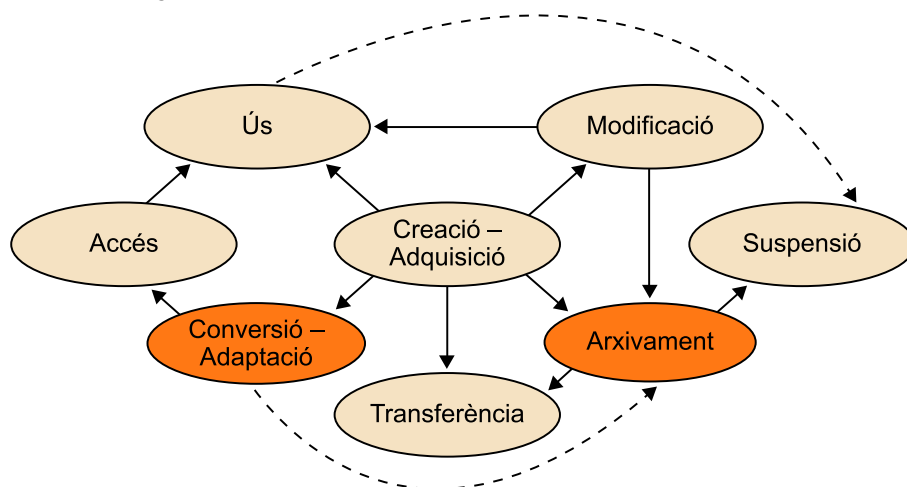 Ús
Modificació
Accés
Creació –
Adquisició
Suspensió
Conversió –
Adaptació
Arxivament
Transferència